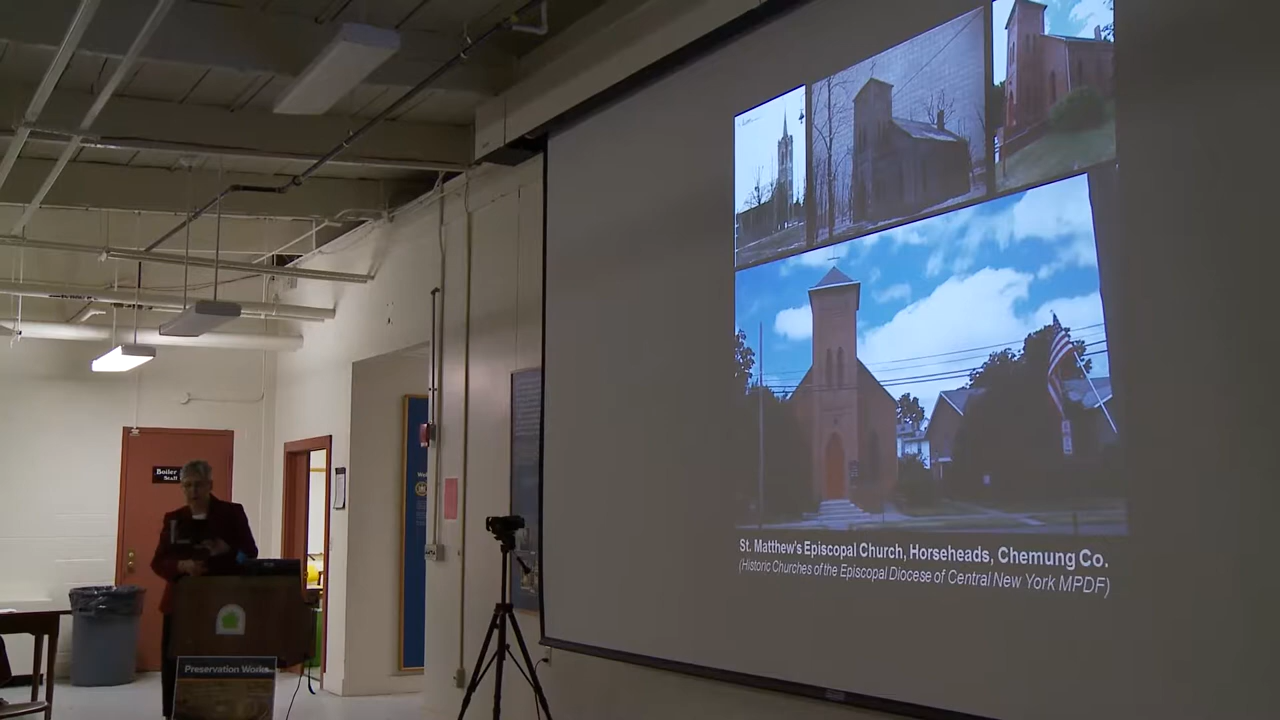 St. Matthew's Episcopal Church, Horseheads, Chemung Co.
(Historic Churches of the Episcopal Diocese of Central New York MPDF)
Boiler
Staff
Preservation Works